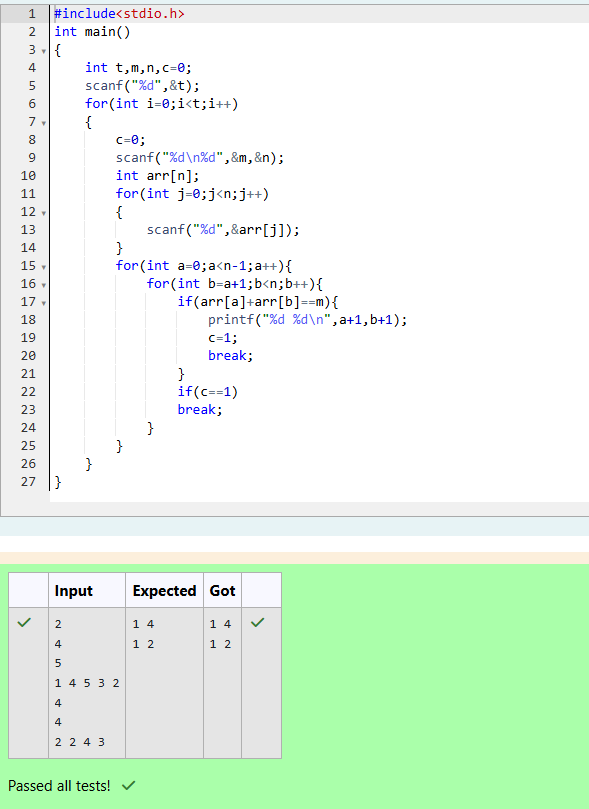 1 #include<stdio.h>
2 int main()
3 {
4     int t,m,n,c=0;
5     scanf("%d",&t);
6     for(int i=0;i<t;i++)
7     {
8         c=0;
9         scanf("%d\n%d",&m,&n);
10         int arr[n];
11         for(int j=0;j<n;j++)
12         {
13             scanf("%d",&arr[j]);
14         }
15         for(int a=0;a<n-1;a++){
16             for(int b=a+1;b<n;b++){
17                 if(arr[a]+arr[b]==m){
18                     printf("%d %d\n",a+1,b+1);
19                     c=1;
20                     break;
21                 }
22                 if(c==1)
23                 break;
24             }
25         }
26     }
27 }
Input Expected Got
2 1 4 1 4
4 1 2 1 2
5
1 4 5 3 2
4
4
2 2 4 3
Passed all tests!